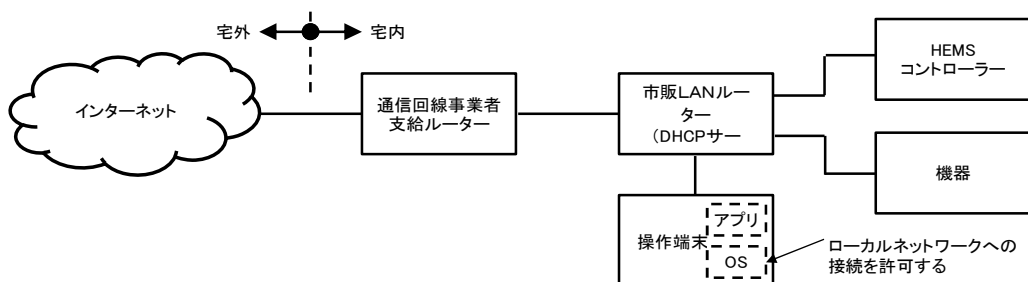 宅外
宅内
インターネット
通信回線事業者
支給ルーター
市販LANルー
ター
(DHCPサー
HEMS
コントローラー
機器
操作端末
アプリ
OS
ローカルネットワークへの
接続を許可する